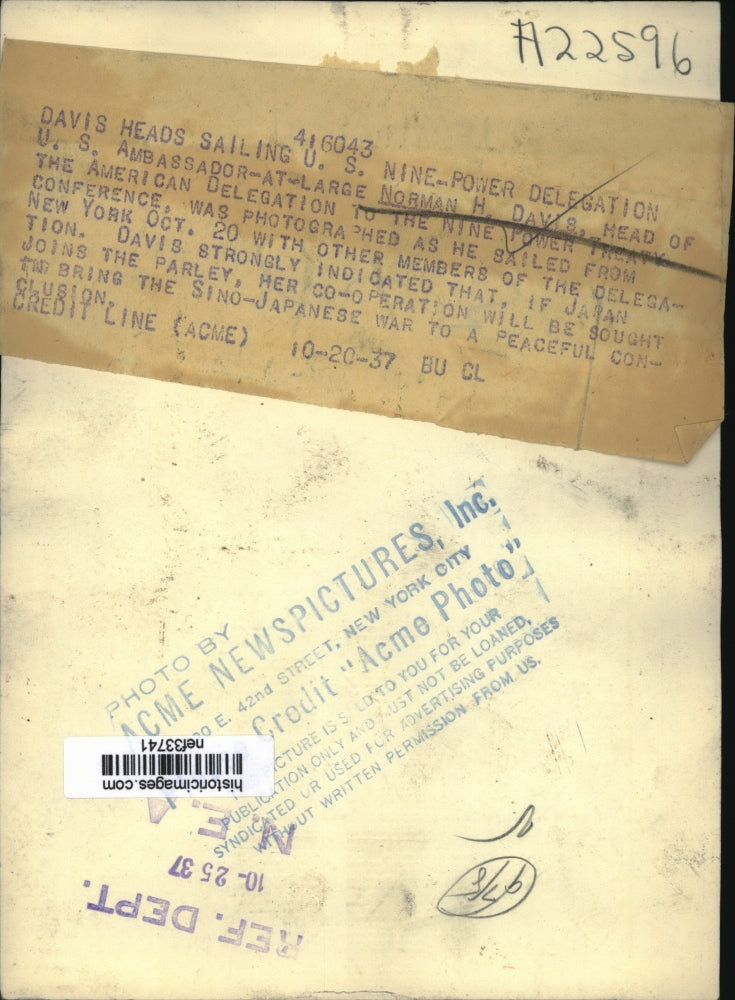 A22596
416043
DAVIS HEADS SAILING U. S. NINE-POWER DELEGATION
U. S. AMBASSADOR-AT-LARGE NORMAN H. DAVIS, HEAD OF
THE AMERICAN DELEGATION TO THE NINE POWER TREATY
CONFERENCE, WAS PHOTOGRAPHED AS HE SAILED FROM
NEW YORK OCT. 20 WITH OTHER MEMBERS OF THE DELEGA-
TION. DAVIS STRONGLY INDICATED THAT, IF JAPAN
JOINS THE PARLEY, HER CO-OPERATION WILL BE SOUGHT
TO BRING THE SINO-JAPANESE WAR TO A PEACEFUL CON-
CLUSION.
CREDIT LINE (ACME) 10-20-37 BU CL
PHOTO BY
ACME NEWSPICTURES, Inc.
E. 42nd STREET, NEW YORK CITY
Credit "Acme Photo"
PICTURE IS SOLD TO YOU FOR YOUR
PUBLICATION ONLY AND MUST NOT BE LOANED,
SYNDICATED OR USED FOR ADVERTISING PURPOSES
WITHOUT WRITTEN PERMISSION FROM US.
historicimages.com
nef33741
N.E.A
10-25 37
REF. DEPT.